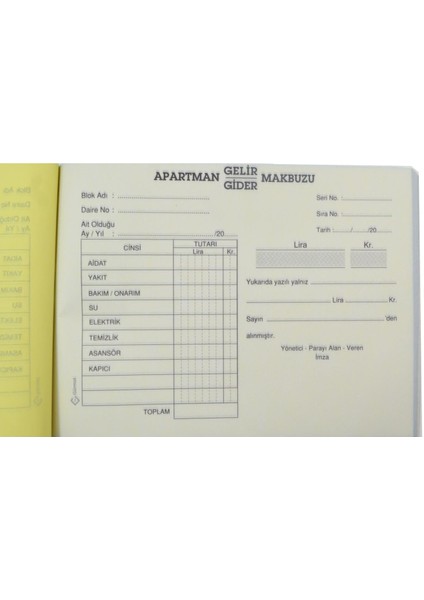 APARTMAN GELİR GİDER MAKBUZU
Blok Adı :
Daire No :
Ait Olduğu
Ay / Yıl : /20
Seri No.
Sıra No.
Tarih : / /20
CİNSİ TUTARI
Lira Kr.
AİDAT
YAKIT
BAKIM / ONARIM
SU
ELEKTRİK
TEMİZLİK
ASANSÖR
KAPICI
TOPLAM
Lira Kr.
Yukarıda yazılı yalnız
Lira Kr.
Sayın 'den
alınmıştır.
Yönetici - Parayı Alan - Veren
İmza